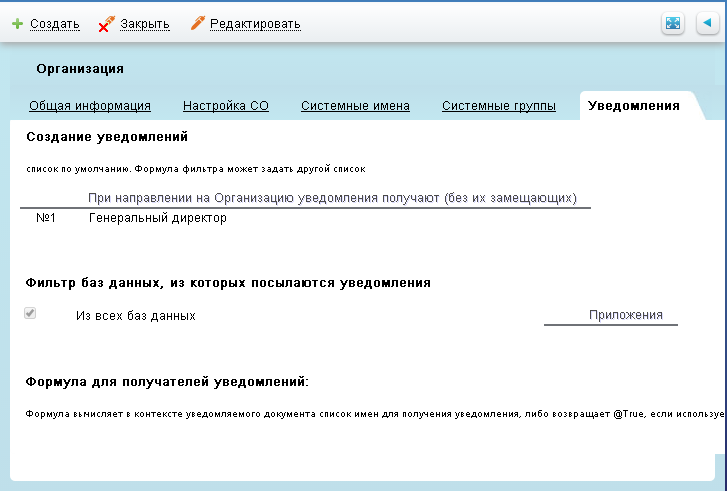 Создать Закрыть Редактировать
Организация
Общая информация Настройка СО Системные имена Системные группы Уведомления
Создание уведомлений
список по умолчанию. Формула фильтра может задать другой список
При направлении на Организацию уведомления получают (без их замещающих)
№1 Генеральный директор
Фильтр баз данных, из которых посылаются уведомления
Из всех баз данных Приложения
Формула для получателей уведомлений:
Формула вычисляет в контексте уведомляемого документа список имен для получения уведомления, либо возвращает @True, если используе